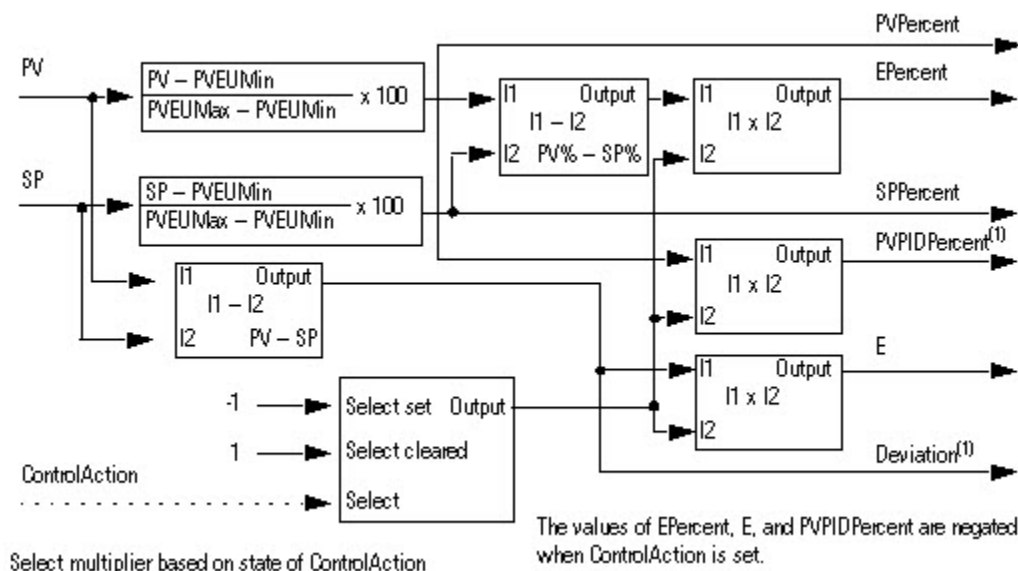 PVPercent
PV
PV – PVEUMin
PVEUMax – PVEUMin
x 100
I1 Output
I1 – I2
I2 PV% – SP%
I1 Output
I1 x I2
I2
EPercent
SP
SP – PVEUMin
PVEUMax – PVEUMin
x 100
SPPercent
PVPIDPercent(1)
I1 Output
I1 x I2
I2
I1 Output
I1 – I2
I2 PV – SP
E
I1 Output
I1 x I2
I2
-1
Select set Output
1
Select cleared
ControlAction
Select
Deviation(1)
The values of EPercent, E, and PVPIDPercent are negated
when ControlAction is set.
Select multiplier based on state of ControlAction